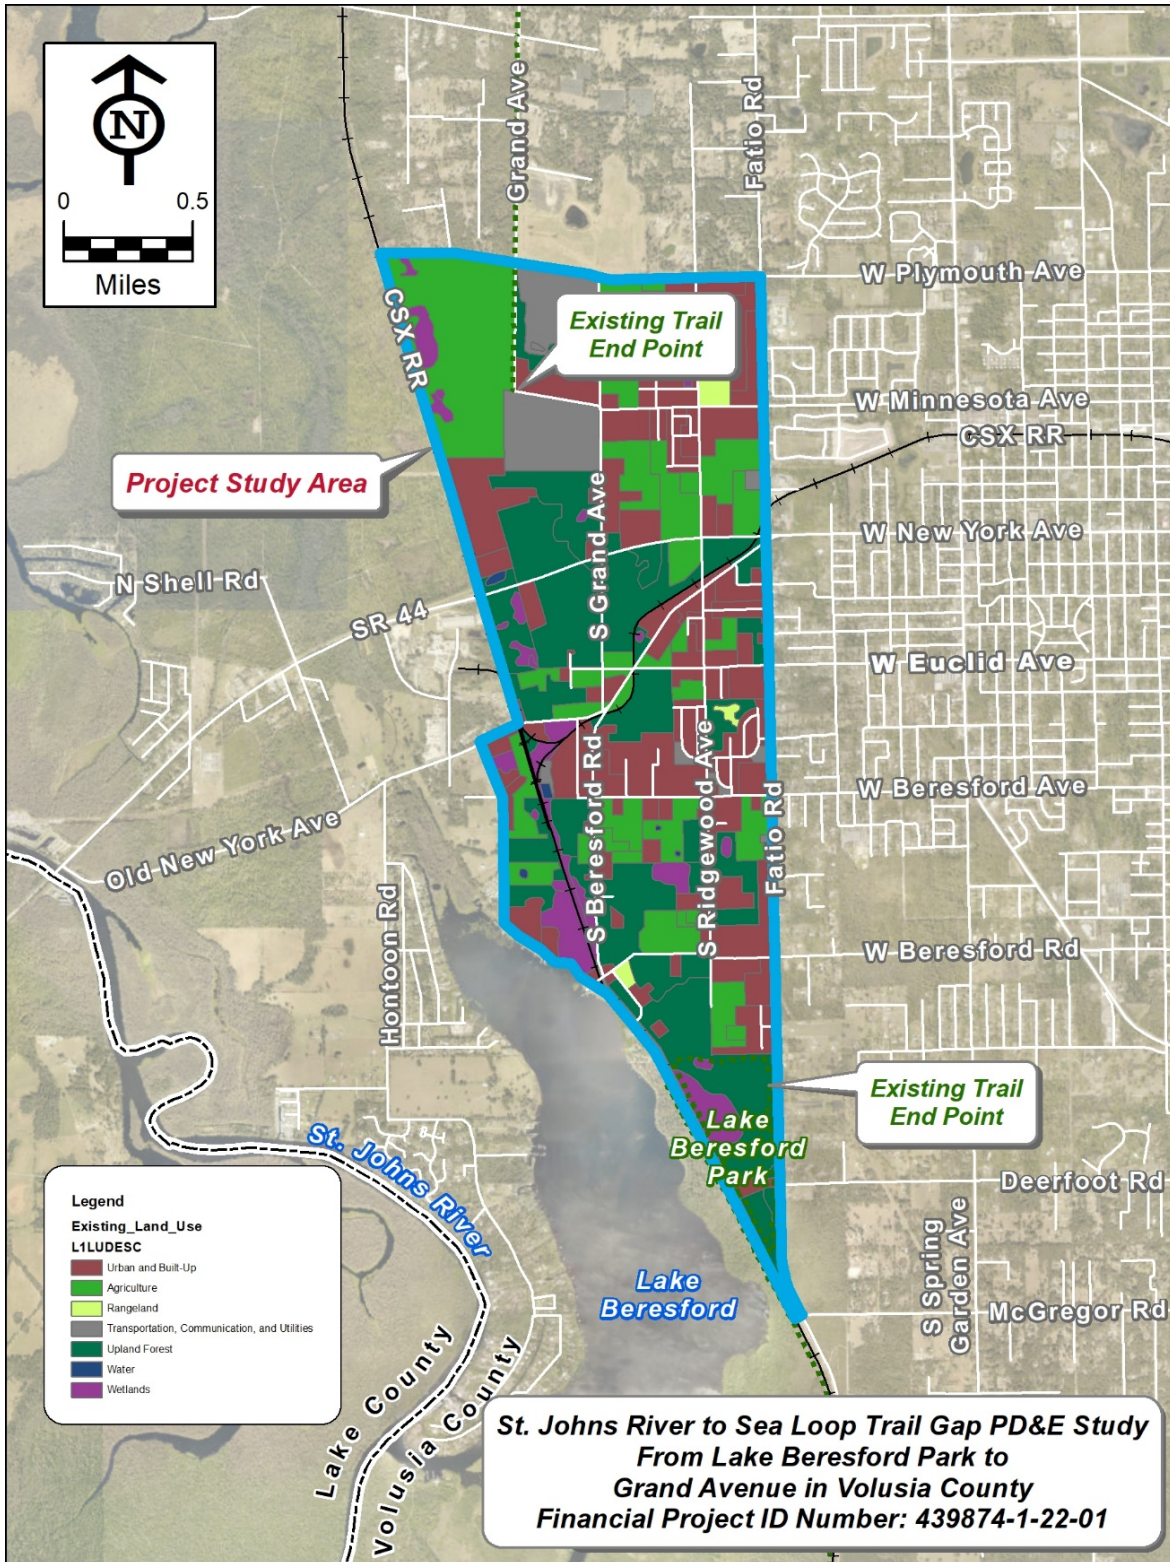 N
0 0.5
Miles
Grand Ave
Fatio Rd
W Plymouth Ave
CSX RR
Existing Trail
End Point
W Minnesota Ave
CSX RR
Project Study Area
S Grand Ave
W New York Ave
N Shell Rd
SR 44
W Euclid Ave
S Beresford Rd
S Ridgewood Ave
Fatio Rd
W Beresford Ave
Old New York Ave
Hontoon Rd
W Beresford Rd
Existing Trail
End Point
Lake
Beresford
Park
St. Johns River
Deerfoot Rd
S Spring
Garden Ave
McGregor Rd
Lake
Beresford
Legend
Existing_Land_Use
L1LUDESC
Urban and Built-Up
Agriculture
Rangeland
Transportation, Communication, and Utilities
Upland Forest
Water
Wetlands
Lake County
Volusia County
St. Johns River to Sea Loop Trail Gap PD&E Study
From Lake Beresford Park to
Grand Avenue in Volusia County
Financial Project ID Number: 439874-1-22-01